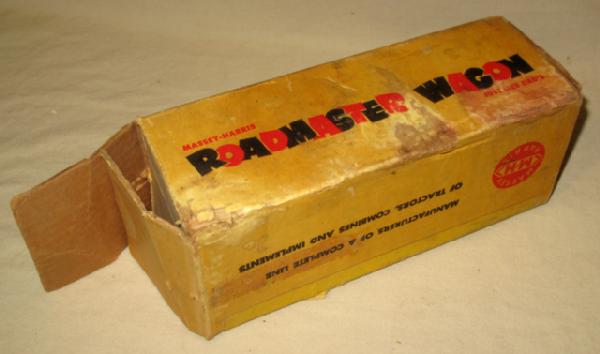 MASSEY-HARRIS
ROADMASTER WAGON
MANUFACTURERS OF A COMPLETE LINE
OF TRACTORS, COMBINES AND IMPLEMENTS